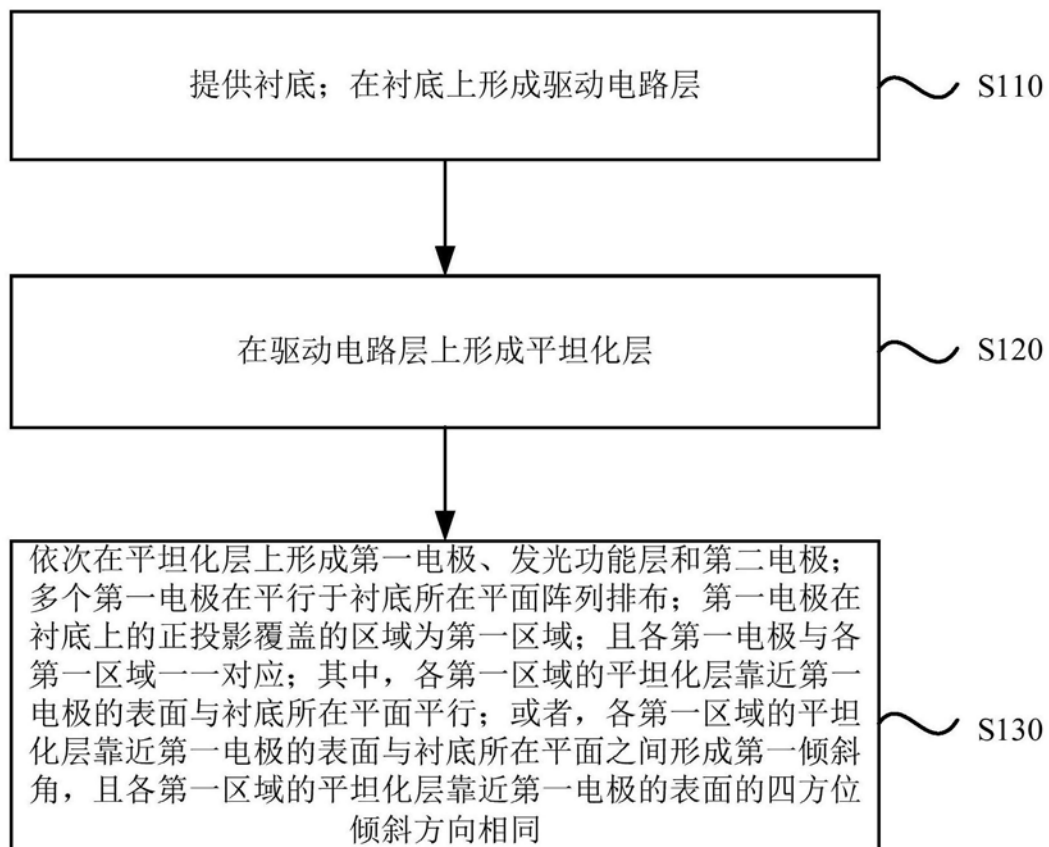 提供衬底；在衬底上形成驱动电路层
S110
在驱动电路层上形成平坦化层
S120
依次在平坦化层上形成第一电极、发光功能层和第二电极；
多个第一电极在平行于衬底所在平面阵列排布；第一电极在
衬底上的正投影覆盖的区域为第一区域；且各第一电极与各
第一区域一一对应；其中，各第一区域的平坦化层靠近第一
电极的表面与衬底所在平面平行；或者，各第一区域的平坦
化层靠近第一电极的表面与衬底所在平面之间形成第一倾斜
角，且各第一区域的平坦化层靠近第一电极的表面的四方位
倾斜方向相同
S130